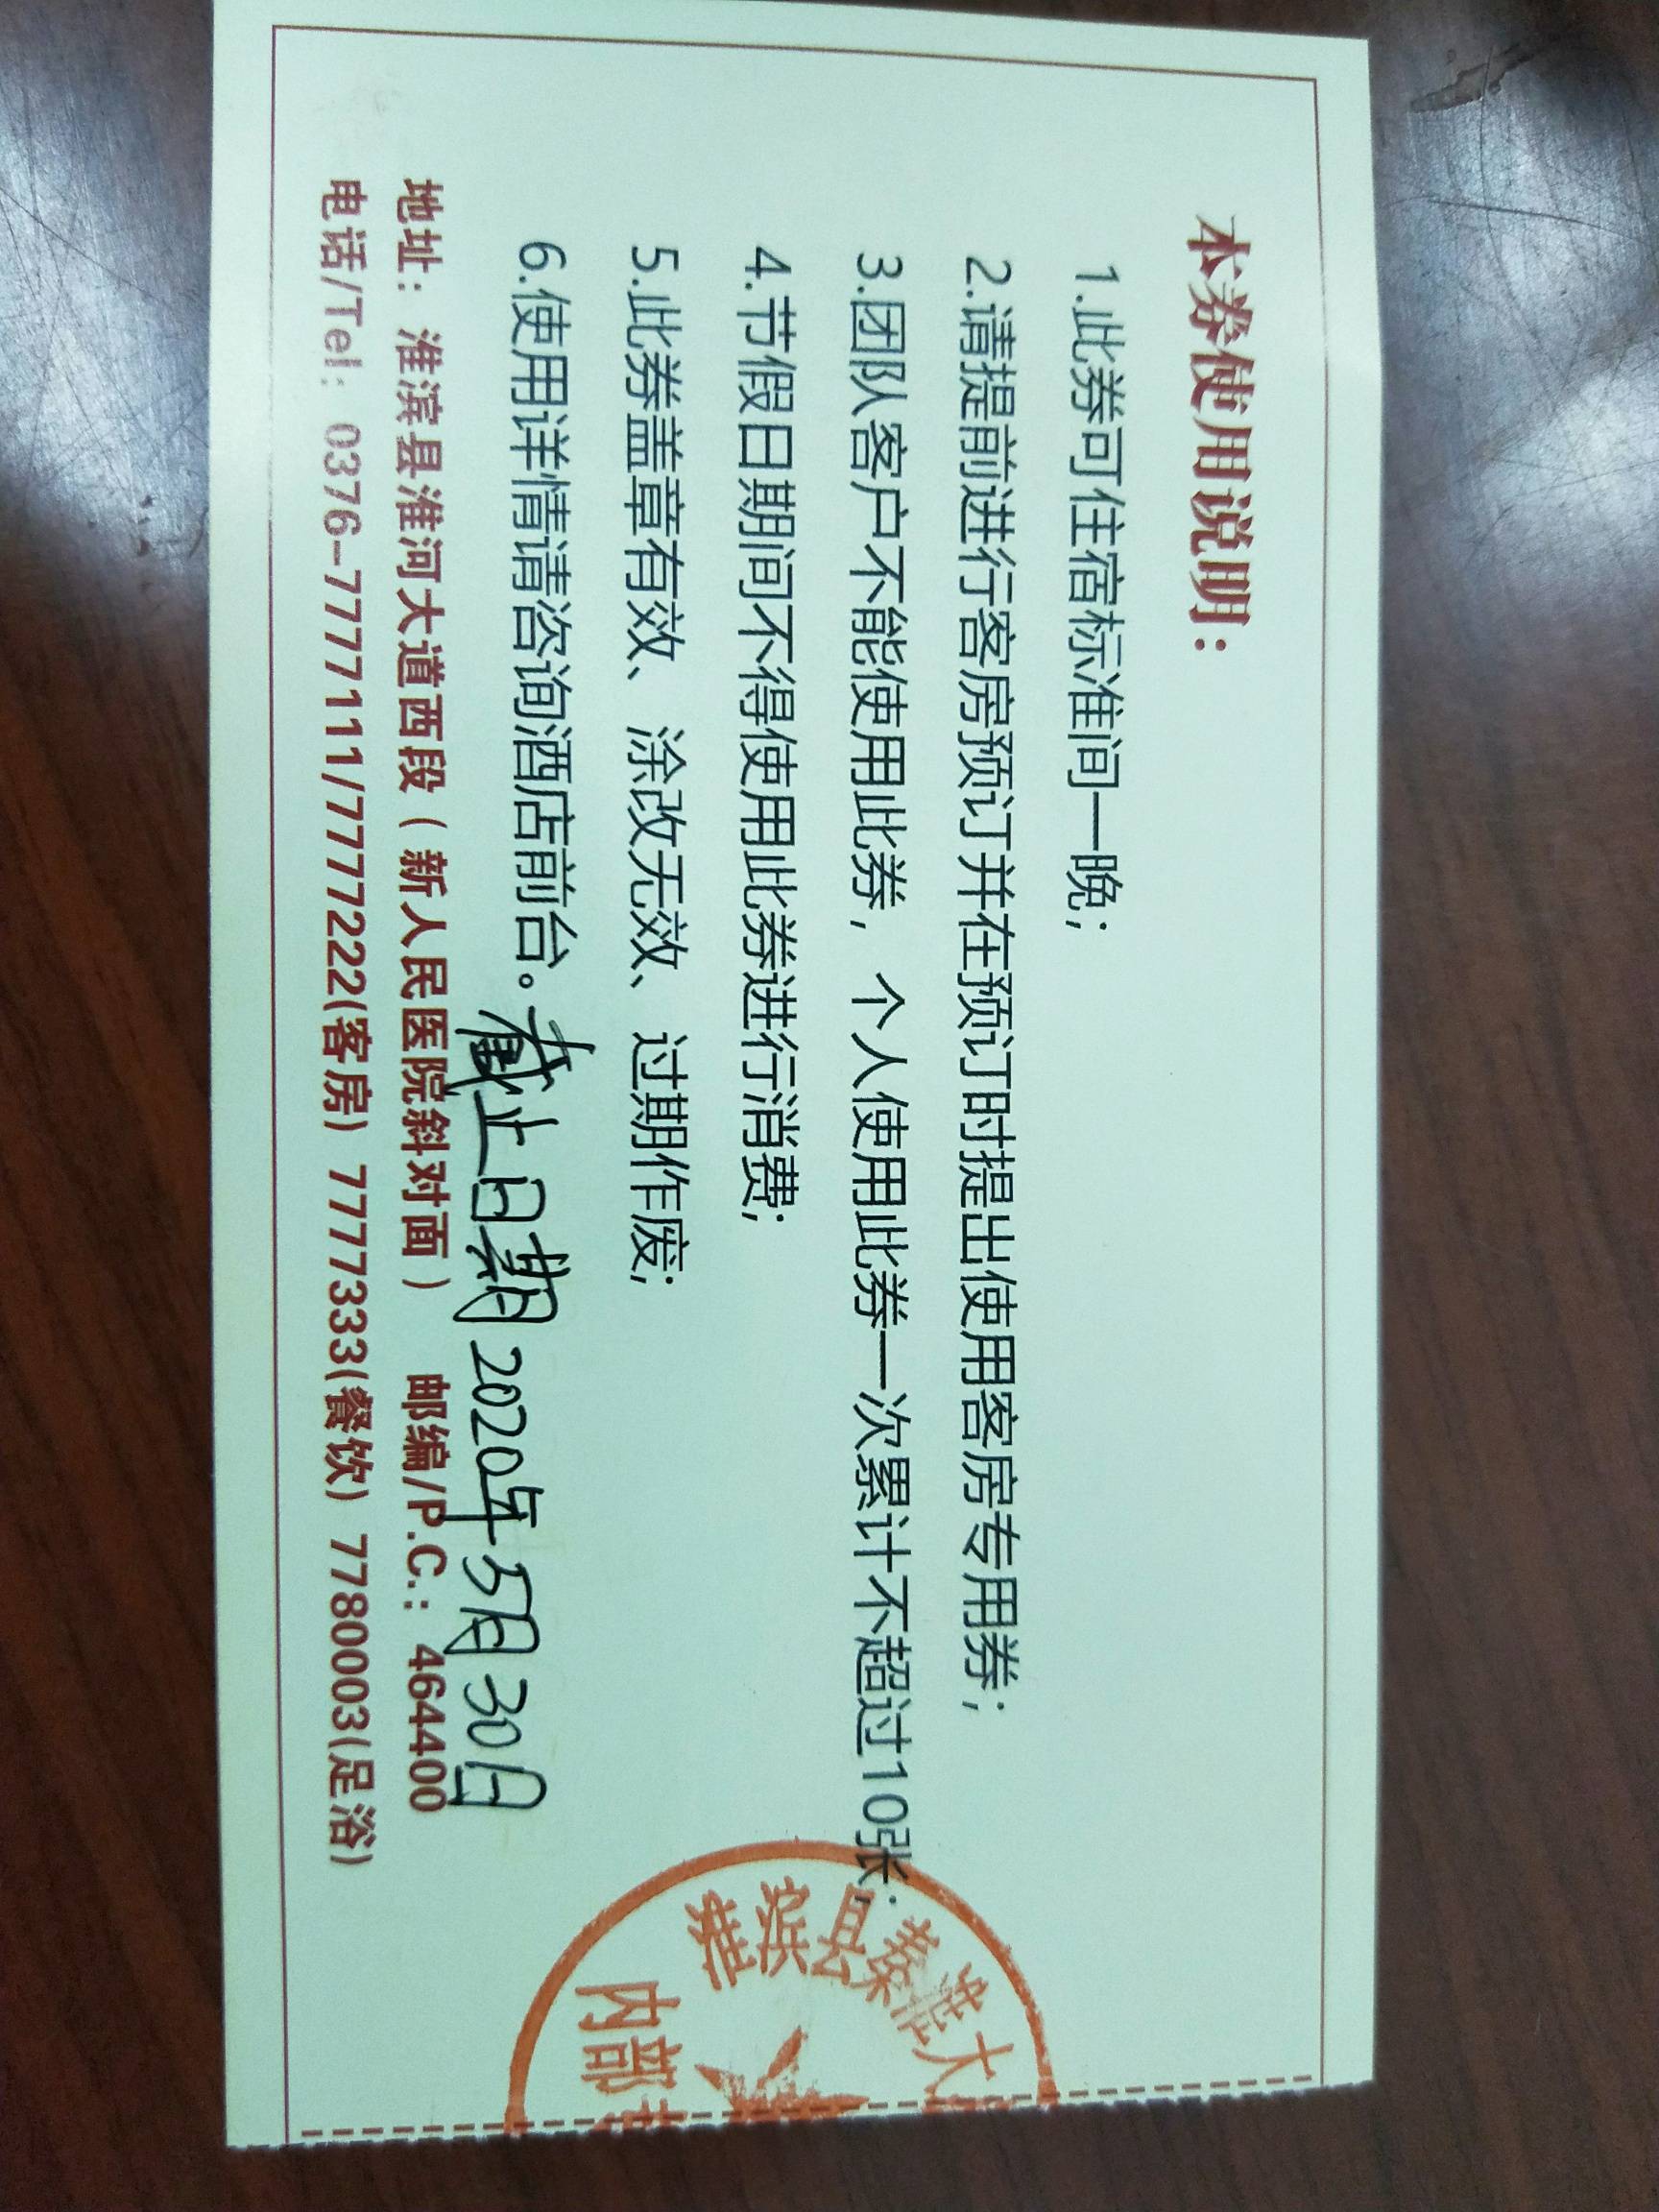 本券使用说明：
1.此券可住宿标准间一晚；
2.请提前进行客房预订并在预订时提出使用客房专用券；
3.团队客户不能使用此券，个人使用此券一次累计不超过10张；
4.节假日期间不得使用此券进行消费；
5.此券盖章有效、涂改无效、过期作废；
6.使用详情请咨询酒店前台。截止日期2020年5月30日
地址：淮滨县淮河大道西段（新人民医院斜对面） 邮编/P.C.：464400
电话/Tel：0376-7777111/7777222(客房) 7777333(餐饮) 7780003(足浴)
淮滨县秦淮大
内部